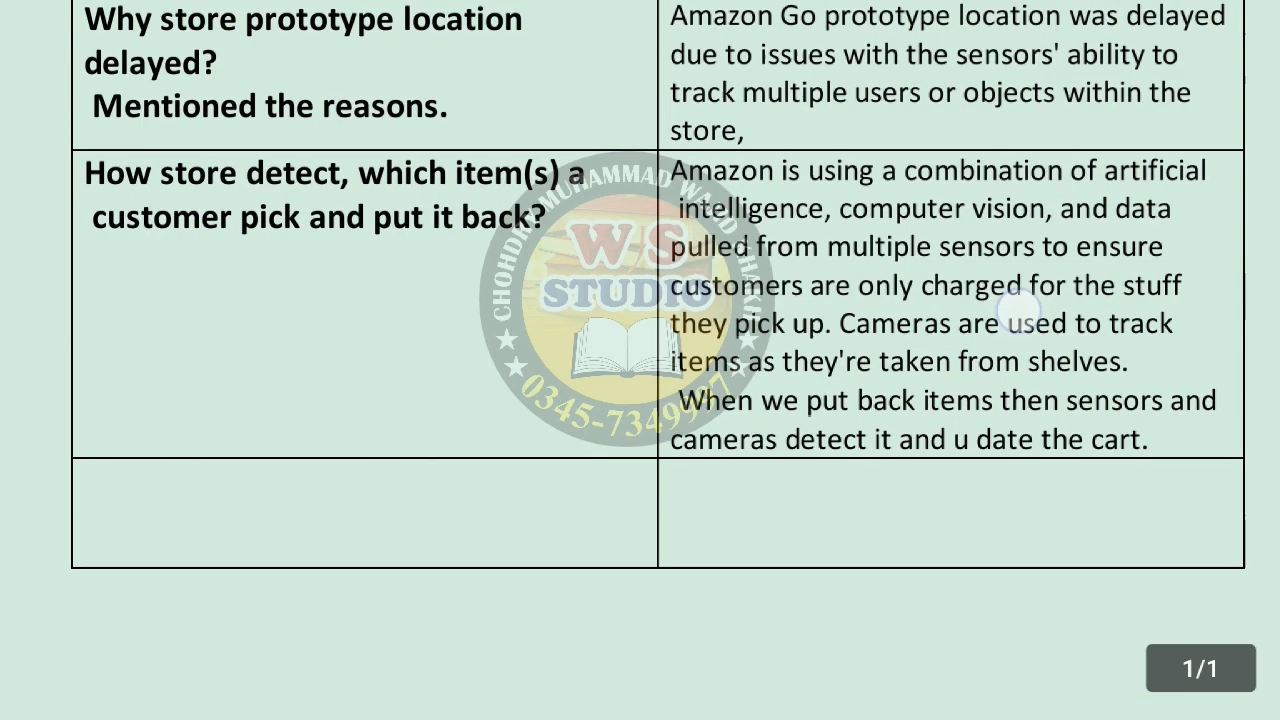 Why store prototype location
delayed?
Mentioned the reasons.
Amazon Go prototype location was delayed
due to issues with the sensors' ability to
track multiple users or objects within the
store,
How store detect, which item(s) a
customer pick and put it back?
Amazon is using a combination of artificial
intelligence, computer vision, and data
pulled from multiple sensors to ensure
customers are only charged for the stuff
they pick up. Cameras are used to track
items as they're taken from shelves.
When we put back items then sensors and
cameras detect it and u date the cart.
MUHAMMAD
WS
STUDIO
1/1